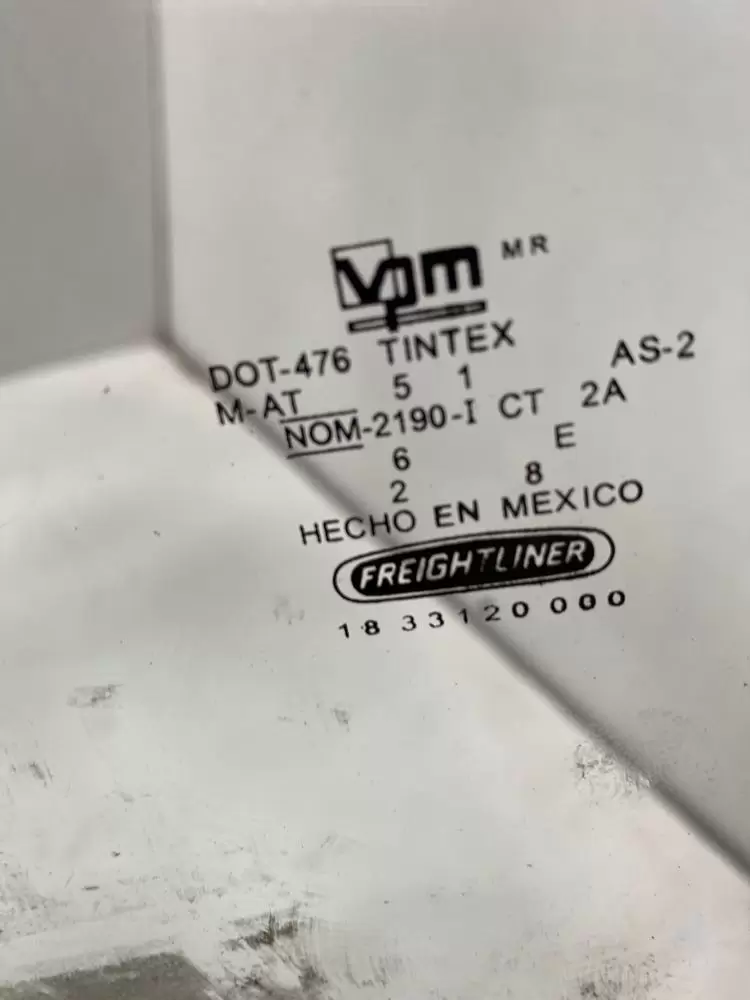 vpm MR
DOT-476 TINTEX AS-2
M-AT 5 1
NOM-2190-I CT 2A
6 E
2 8
HECHO EN MEXICO
FREIGHTLINER
18 33120 000